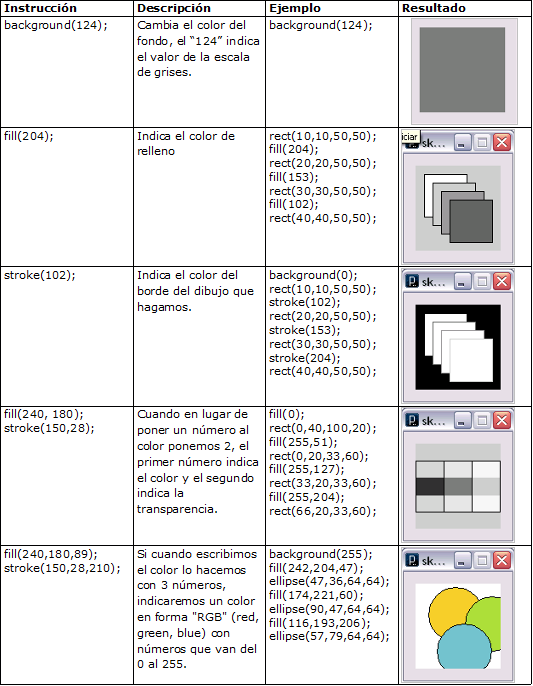 Instrucción Descripción Ejemplo Resultado
background(124);
Cambia el color del
fondo, el “124” indica
el valor de la escala
de grises.
background(124);
fill(204);
Indica el color de
relleno
rect(10,10,50,50);
fill(204);
rect(20,20,50,50);
fill(153);
rect(30,30,50,50);
fill(102);
rect(40,40,50,50);
iciar
sk...
stroke(102);
Indica el color del
borde del dibujo que
hagamos.
background(0);
rect(10,10,50,50);
stroke(102);
rect(20,20,50,50);
stroke(153);
rect(30,30,50,50);
stroke(204);
rect(40,40,50,50);
sk...
fill(240, 180);
stroke(150,28);
Cuando en lugar de
poner un número al
color ponemos 2, el
primer número indica
el color y el segundo
indica la
transparencia.
fill(0);
rect(0,40,100,20);
fill(255,51);
rect(0,20,33,60);
fill(255,127);
rect(33,20,33,60);
fill(255,204);
rect(66,20,33,60);
sk...
fill(240,180,89);
stroke(150,28,210);
Si cuando escribimos
el color lo hacemos
con 3 números,
indicaremos un color
en forma "RGB" (red,
green, blue) con
números que van del
0 al 255.
background(255);
fill(242,204,47);
ellipse(47,36,64,64);
fill(174,221,60);
ellipse(90,47,64,64);
fill(116,193,206);
ellipse(57,79,64,64);
sk...